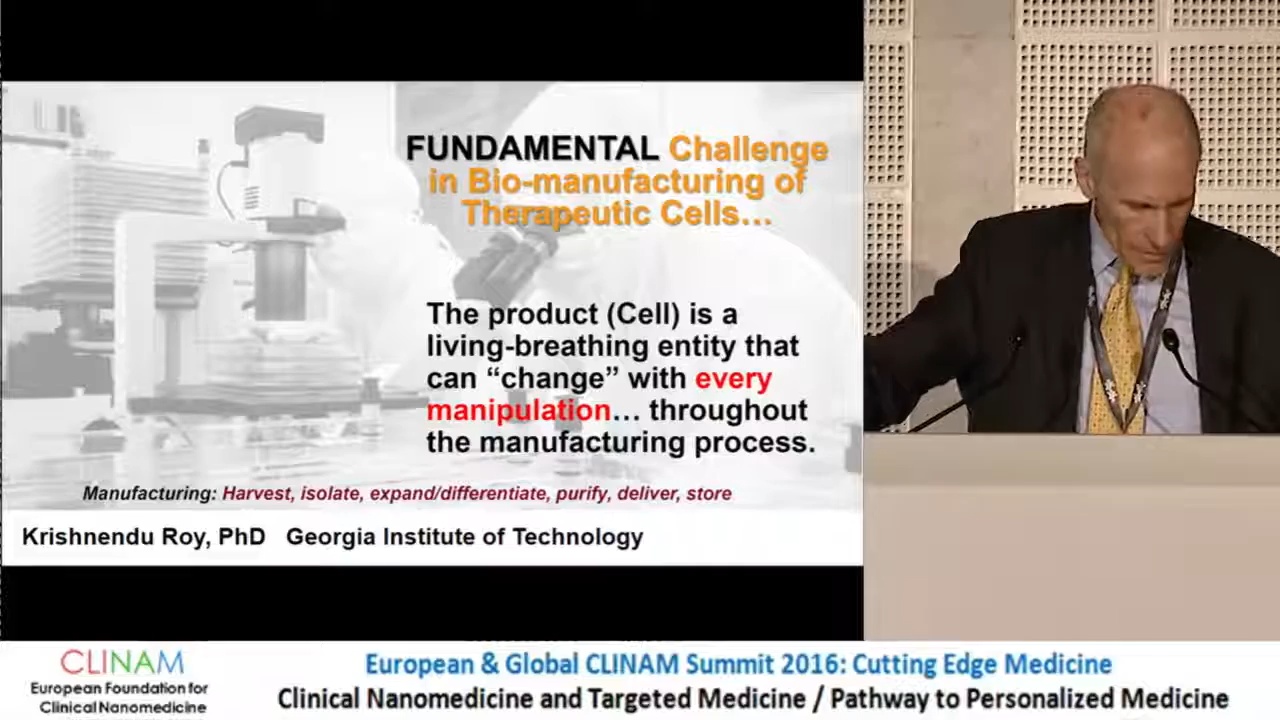 FUNDAMENTAL Challenge
in Bio-manufacturing of
Therapeutic Cells…
The product (Cell) is a
living-breathing entity that
can “change” with every
manipulation… throughout
the manufacturing process.
Manufacturing: Harvest, isolate, expand/differentiate, purify, deliver, store
Krishnendu Roy, PhD Georgia Institute of Technology
CLINAM
European Foundation for
Clinical Nanomedicine
European & Global CLINAM Summit 2016: Cutting Edge Medicine
Clinical Nanomedicine and Targeted Medicine / Pathway to Personalized Medicine